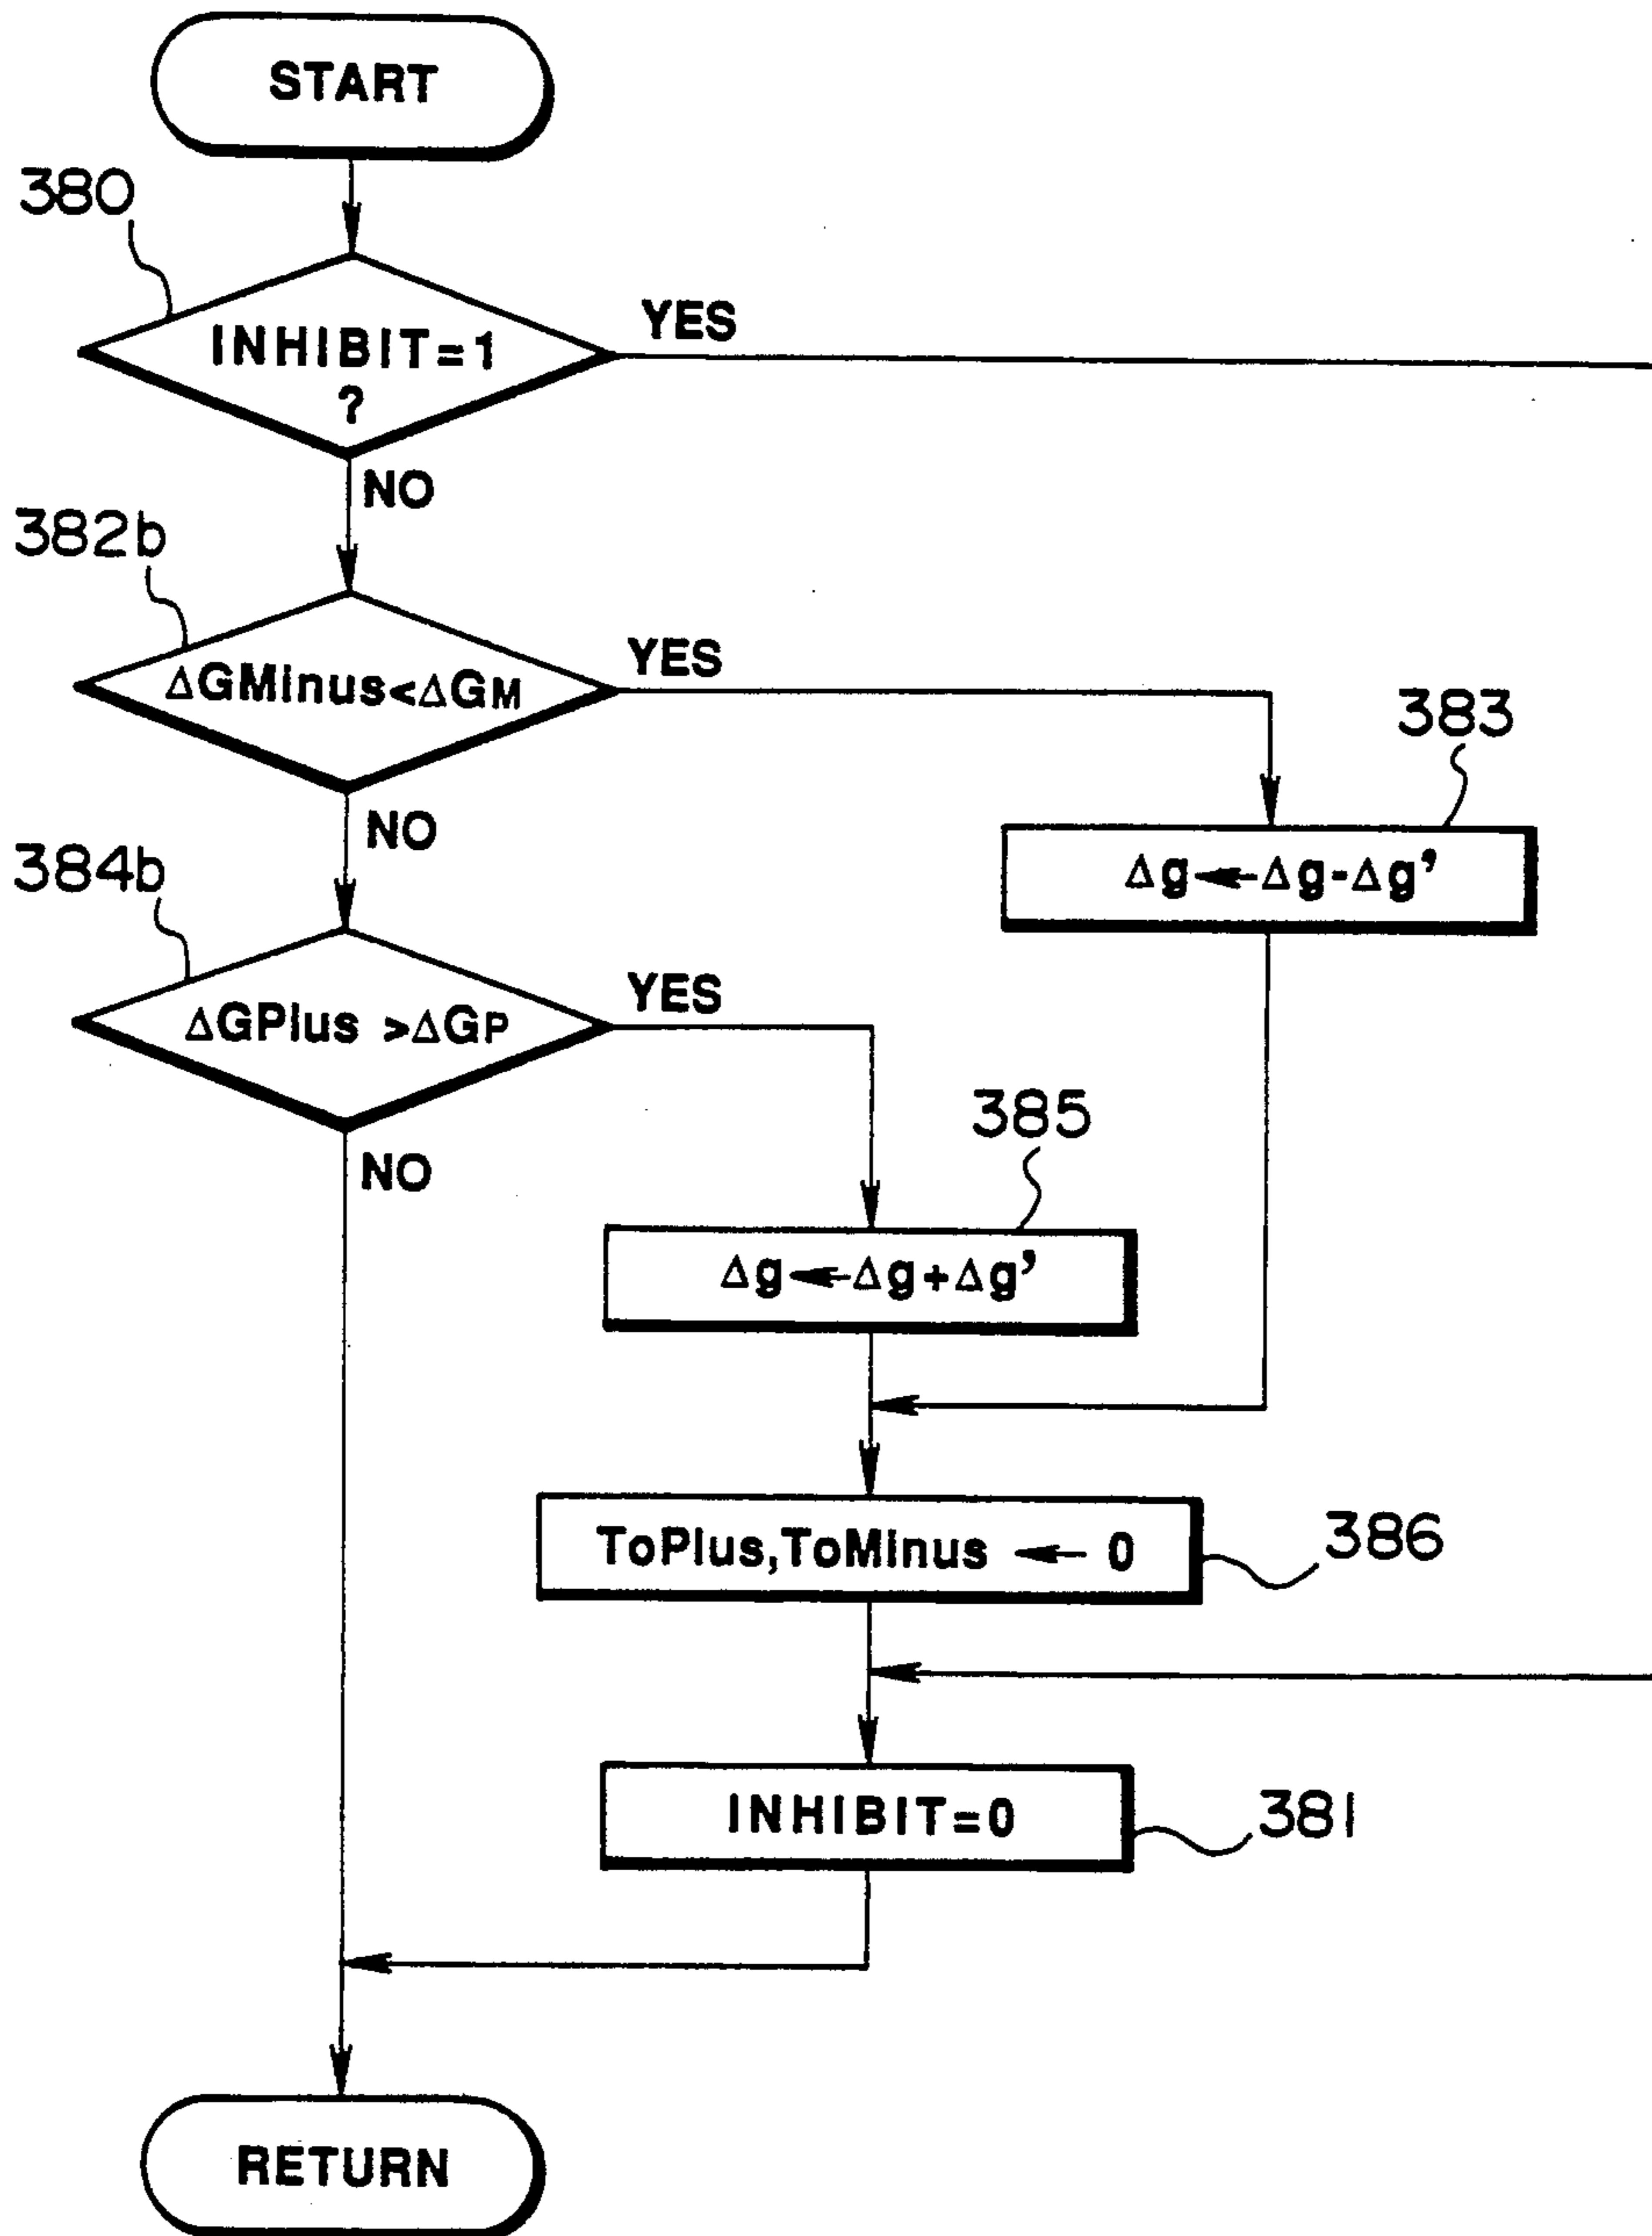 START
380
INHIBIT=1
?
YES
NO
382b
ΔGMinus<ΔGM
YES
NO
383
Δg←Δg-Δg'
384b
ΔGPlus >ΔGP
YES
NO
385
Δg←Δg+Δg'
ToPlus,ToMinus ← 0
386
INHIBIT=0
381
RETURN